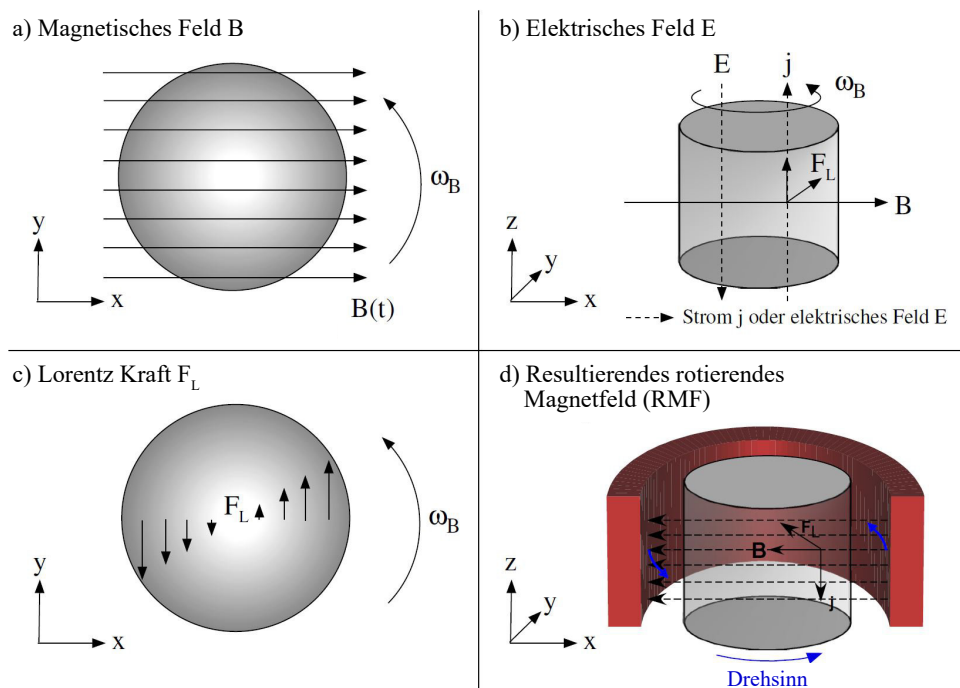 a) Magnetisches Feld B
y
x
ω_B
B(t)
b) Elektrisches Feld E
E
j
ω_B
F_L
B
z
y
x
Strom j oder elektrisches Feld E
c) Lorentz Kraft F_L
F_L
ω_B
y
x
d) Resultierendes rotierendes
Magnetfeld (RMF)
F_L
B
j
z
y
x
Drehsinn